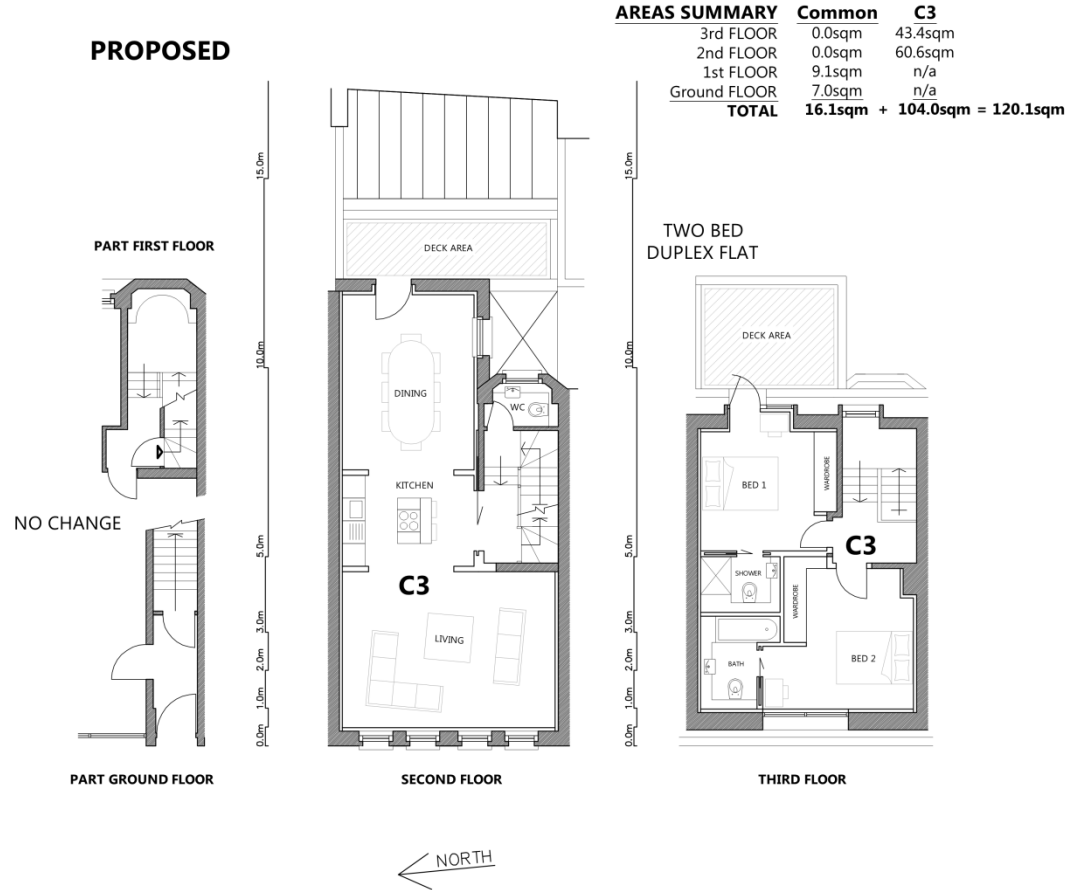 PROPOSED
AREAS SUMMARY Common C3
3rd FLOOR 0.0sqm 43.4sqm
2nd FLOOR 0.0sqm 60.6sqm
1st FLOOR 9.1sqm n/a
Ground FLOOR 7.0sqm n/a
TOTAL 16.1sqm + 104.0sqm = 120.1sqm
PART FIRST FLOOR
NO CHANGE
PART GROUND FLOOR
15.0m
10.0m
5.0m
3.0m
2.0m
1.0m
0.0m
DECK AREA
DINING
WC
KITCHEN
C3
LIVING
SECOND FLOOR
15.0m
10.0m
5.0m
3.0m
2.0m
1.0m
0.0m
TWO BED
DUPLEX FLAT
DECK AREA
BED 1
WARDROBE
C3
SHOWER
WARDROBE
BATH
BED 2
THIRD FLOOR
NORTH